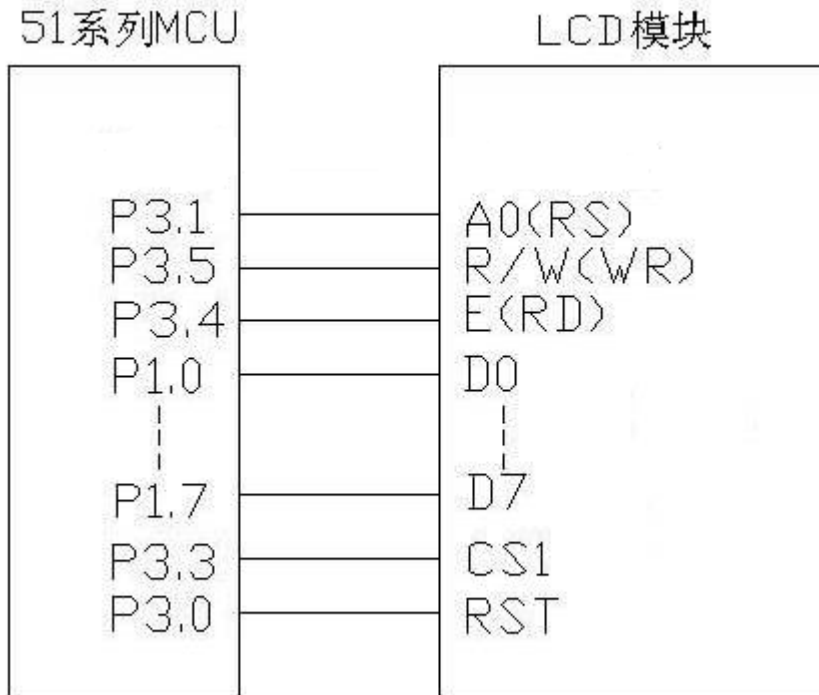 51系列MCU LCD模块
P3.1 A0(RS)
P3.5 R/W(WR)
P3.4 E(RD)
P1.0 D0
P1.7 D7
P3.3 CS1
P3.0 RST